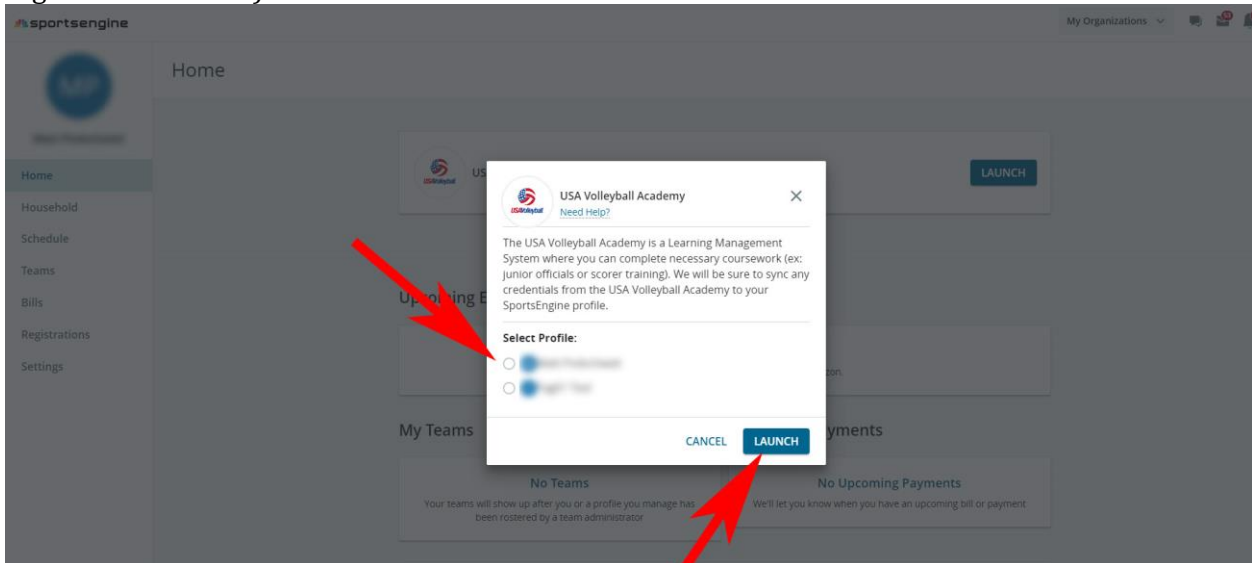 sportsengine
My Organizations
Home
Home
Household
Schedule
Teams
Bills
Registrations
Settings
US
LAUNCH
USA Volleyball Academy
Need Help?
The USA Volleyball Academy is a Learning Management
System where you can complete necessary coursework (ex:
junior officials or scorer training). We will be sure to sync any
credentials from the USA Volleyball Academy to your
SportsEngine profile.
Select Profile:
CANCEL
LAUNCH
My Teams
yments
No Teams
Your teams will show up after you or a profile you manage has
been rostered by a team administrator
No Upcoming Payments
We'll let you know when you have an upcoming bill or payment